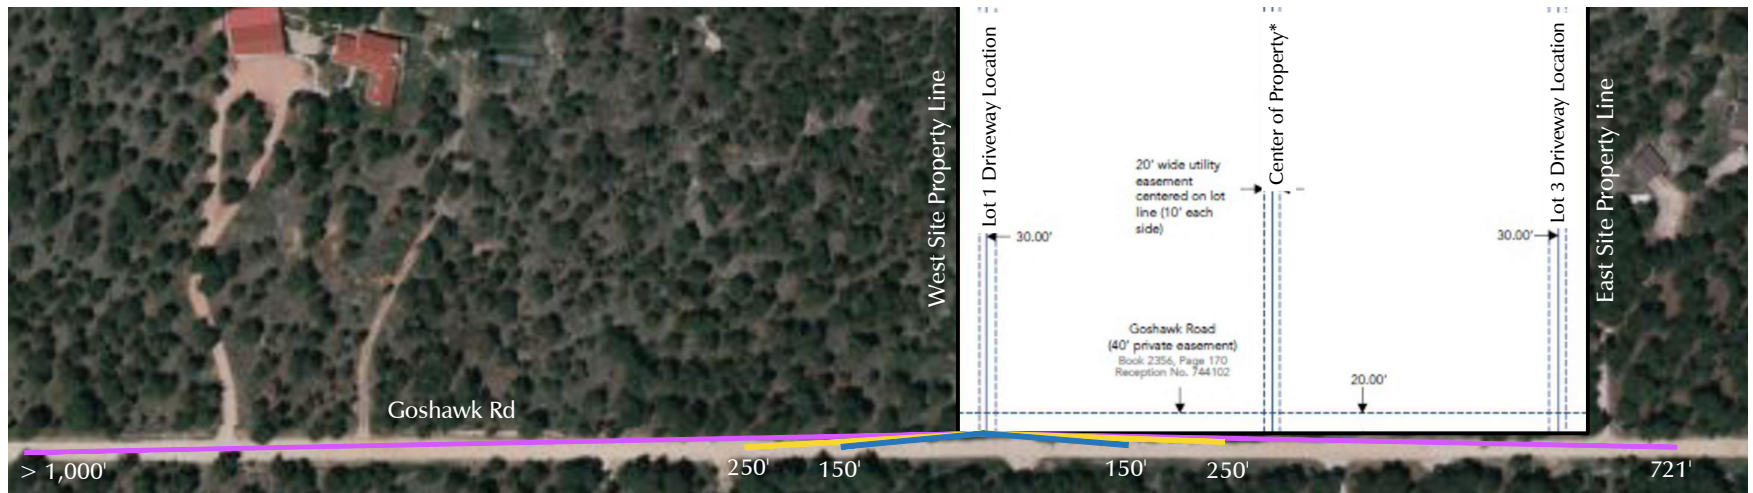 West Site Property Line
Lot 1 Driveway Location
Center of Property*
Lot 3 Driveway Location
East Site Property Line
20' wide utility
easement
centered on lot
line (10' each
side)
30.00'
30.00'
Goshawk Road
(40' private easement)
Book 2356, Page 170
Reception No. 744102
20.00'
Goshawk Rd
> 1,000'
250'
150'
150'
250'
721'